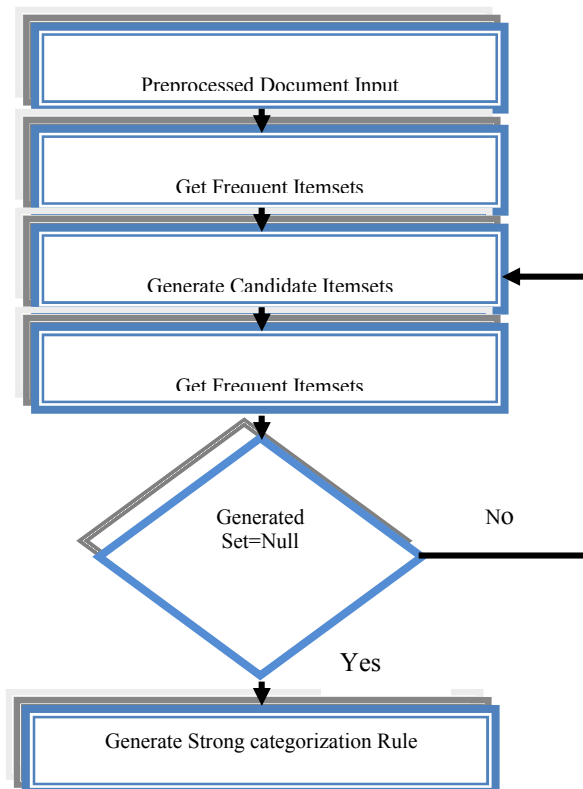 Preprocessed Document Input
Get Frequent Itemsets
Generate Candidate Itemsets
Get Frequent Itemsets
Generated
Set=Null
No
Yes
Generate Strong categorization Rule